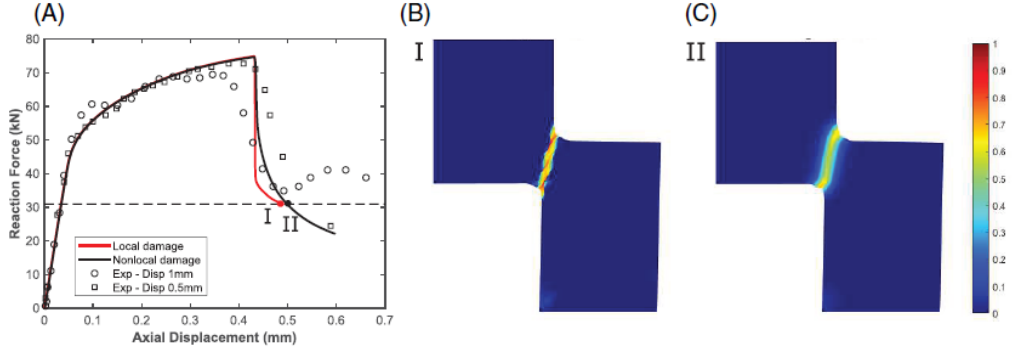 (A)
(B)
(C)
Reaction Force (kN)
80
70
60
50
40
30
20
10
0
I
II
Local damage
Nonlocal damage
Exp - Disp 1mm
Exp - Disp 0.5mm
0 0.1 0.2 0.3 0.4 0.5 0.6 0.7
Axial Displacement (mm)
I
II
1
0.9
0.8
0.7
0.6
0.5
0.4
0.3
0.2
0.1
0